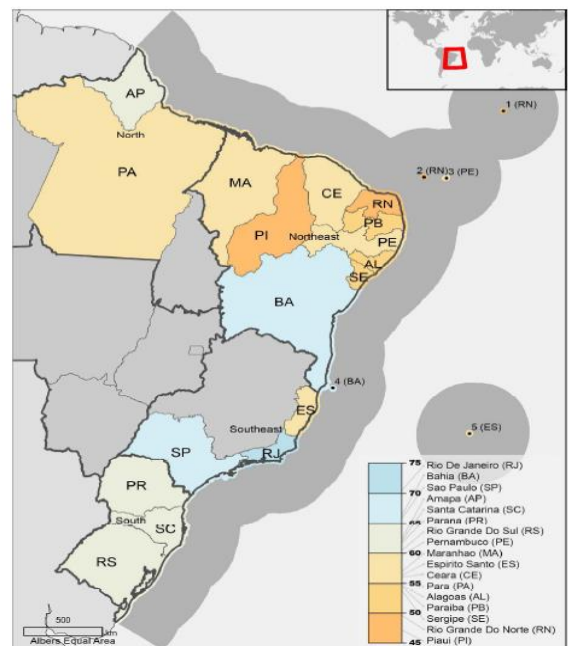 1 (RN)
AP
North
2 (RN)
3 (PE)
PA
MA
CE
RN
PB
PI
Northeast
PE
AL
SE
BA
4 (BA)
ES
Southeast
5 (ES)
SP
RJ
PR
South
SC
RS
75
Rio De Janeiro (RJ)
Bahia (BA)
Sao Paulo (SP)
70
Amapa (AP)
Santa Catarina (SC)
Parana (PR)
65
Rio Grande Do Sul (RS)
Pernambuco (PE)
60
Maranhao (MA)
Espirito Santo (ES)
Ceara (CE)
55
Para (PA)
Alagoas (AL)
Paraiba (PB)
50
Sergipe (SE)
Rio Grande Do Norte (RN)
45
Piaui (PI)
500
km
Albers Equal Area